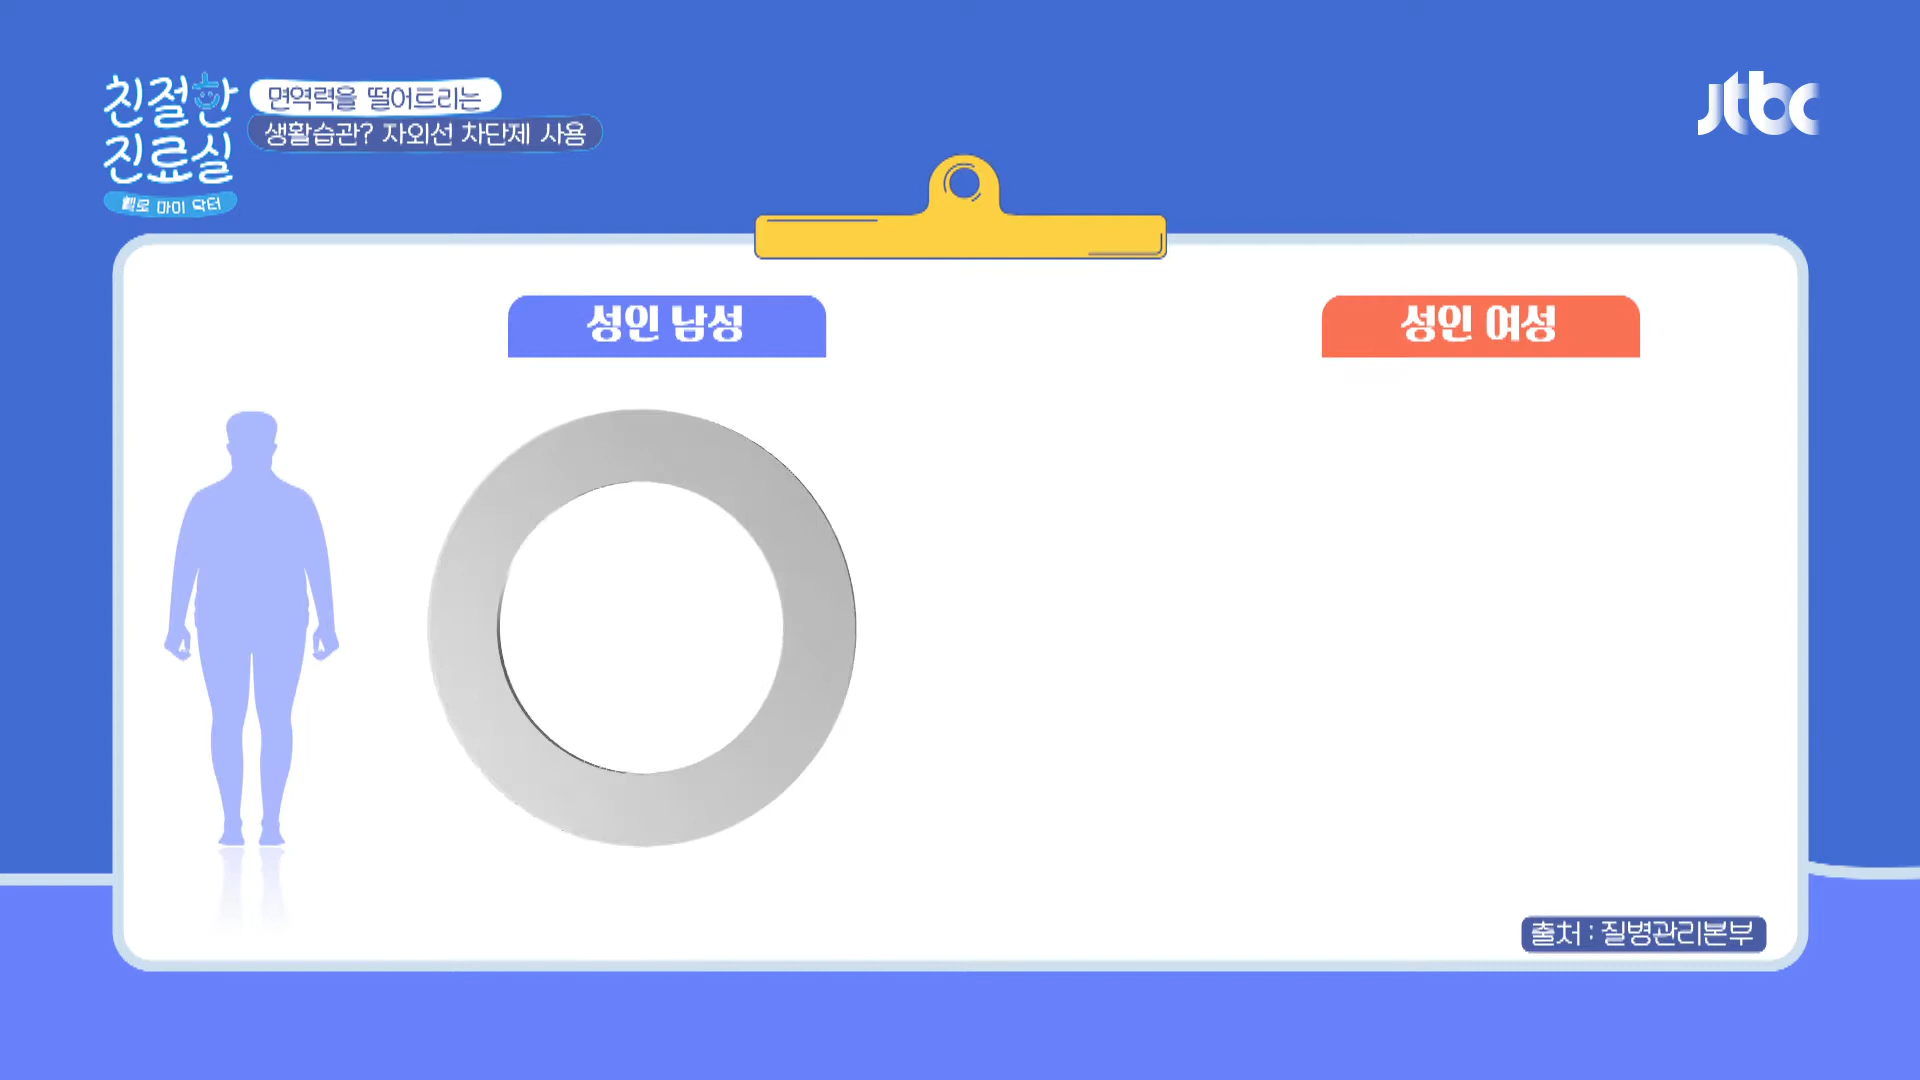 친절한
진료실
헬로 마이 닥터
면역력을 떨어트리는
생활습관? 자외선 차단제 사용
jtbc
성인 남성
성인 여성
출처 : 질병관리본부